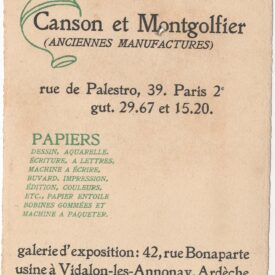 Canson et Montgolfier
(ANCIENNES MANUFACTURES)
rue de Palestro, 39. Paris 2e
gut. 29.67 et 15.20.
PAPIERS
DESSIN, AQUARELLE.
ÉCRITURE, A LETTRES,
MACHINE A ÉCRIRE,
BUVARD, IMPRESSION,
ÉDITION, COULEURS,
ETC., PAPIER ENTOILE
BOBINES GOMMÉES ET
MACHINE A PAQUETER.
galerie d'exposition : 42, rue Bonaparte
usine à Vidalon-les-Annonay, Ardèche